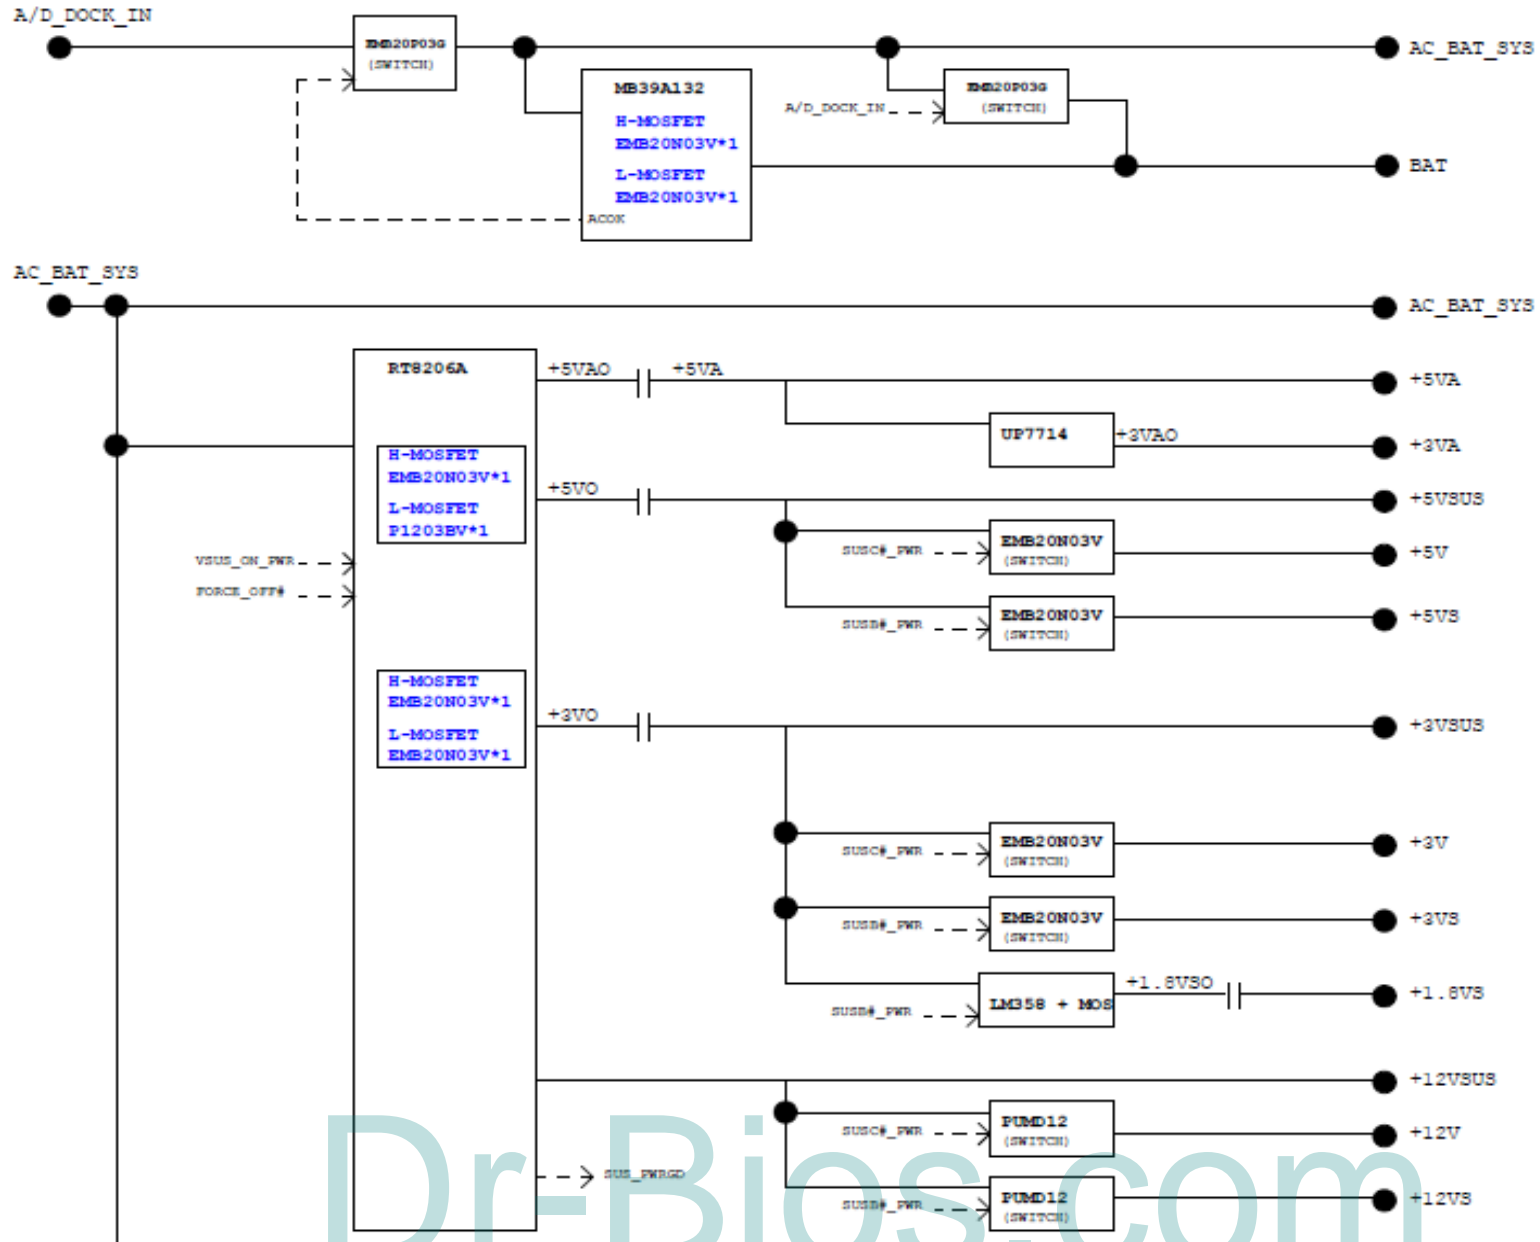 A/D_DOCK_IN
EMB20P03G
(SWITCH)
AC_BAT_SYS
MB39A132
H-MOSFET
EMB20N03V*1
L-MOSFET
EMB20N03V*1
ACOK
A/D_DOCK_IN
EMB20P03G
(SWITCH)
BAT
AC_BAT_SYS
AC_BAT_SYS
RT8206A
+5VAO
+5VA
+5VA
UP7714
+3VAO
+3VA
H-MOSFET
EMB20N03V*1
L-MOSFET
P1203BV*1
+5VO
+5VSUS
SUSC#_PWR
EMB20N03V
(SWITCH)
+5V
VSUS_ON_PWR
FORCE_OFF#
SUSB#_PWR
EMB20N03V
(SWITCH)
+5VS
H-MOSFET
EMB20N03V*1
L-MOSFET
EMB20N03V*1
+3VO
+3VSUS
SUSC#_PWR
EMB20N03V
(SWITCH)
+3V
SUSB#_PWR
EMB20N03V
(SWITCH)
+3VS
SUSB#_PWR
LM358 + MOS
+1.8VSO
+1.8VS
+12VSUS
SUSC#_PWR
PUMD12
(SWITCH)
+12V
SUS_PWRGD
SUSB#_PWR
PUMD12
(SWITCH)
+12VS
Dr-Bios.com